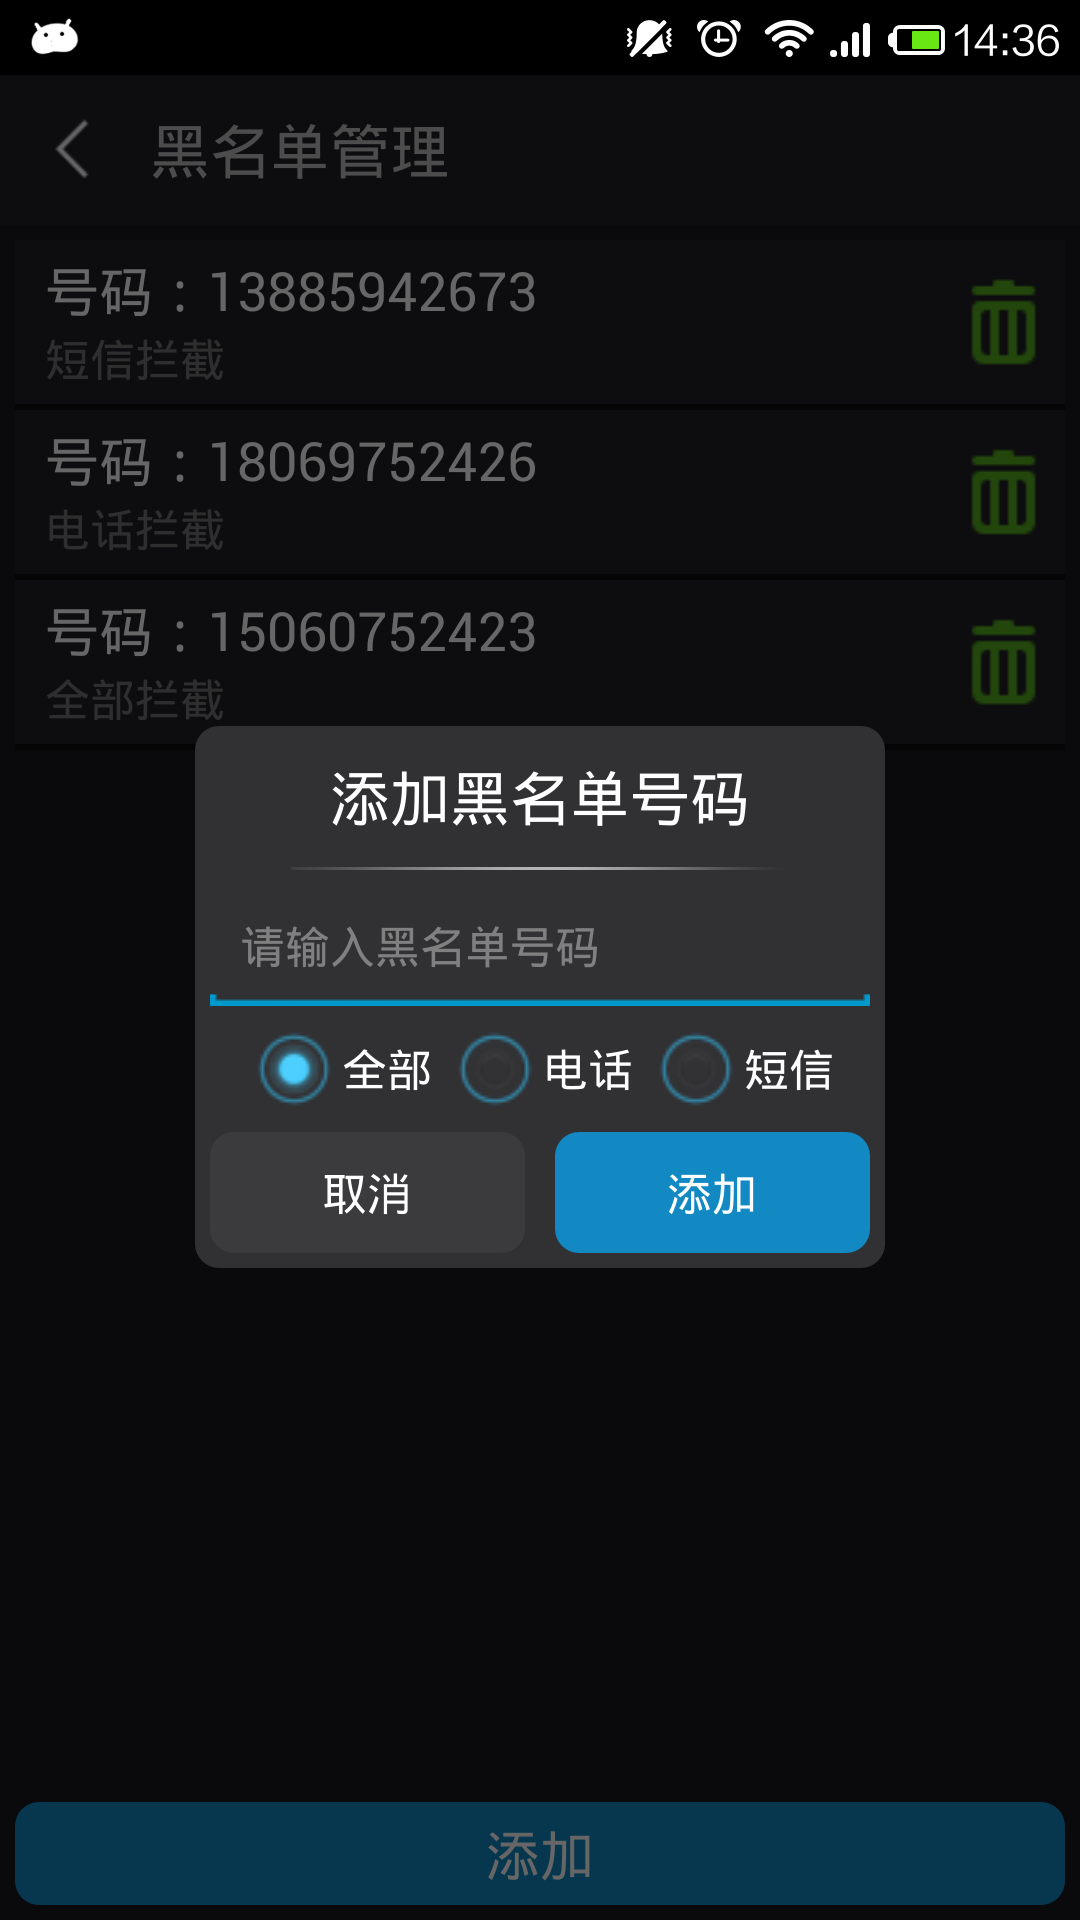 14:36
黑名单管理
号码：13885942673
短信拦截
号码：18069752426
电话拦截
号码：15060752423
全部拦截
添加黑名单号码
请输入黑名单号码
全部 电话 短信
取消 添加
添加